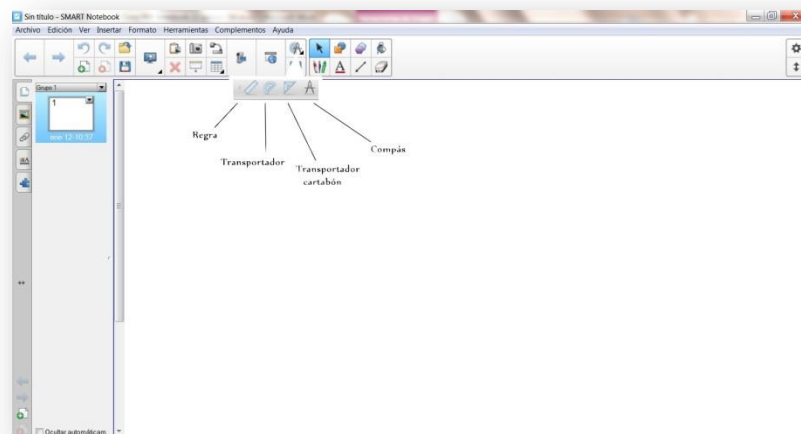 Sin título - SMART Notebook
Archivo Edición Ver Insertar Formato Herramientas Complementos Ayuda
Grupo 1
1
Regra
Transportador
Transportador
cartabón
Compás
Ocultar automáticam